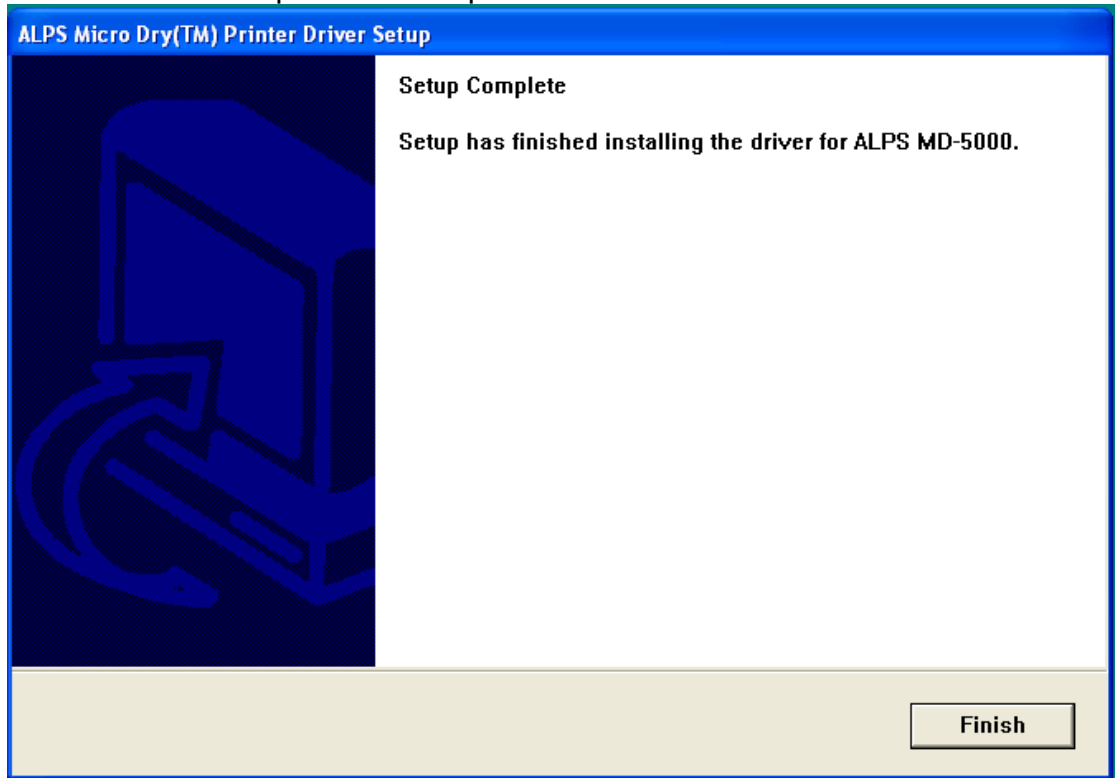 ALPS Micro Dry(TM) Printer Driver Setup
Setup Complete
Setup has finished installing the driver for ALPS MD-5000.
Finish